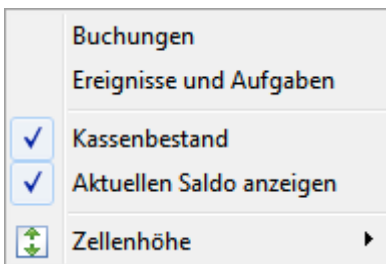 Buchungen
Ereignisse und Aufgaben
Kassenbestand
Aktuellen Saldo anzeigen
Zellenhöhe